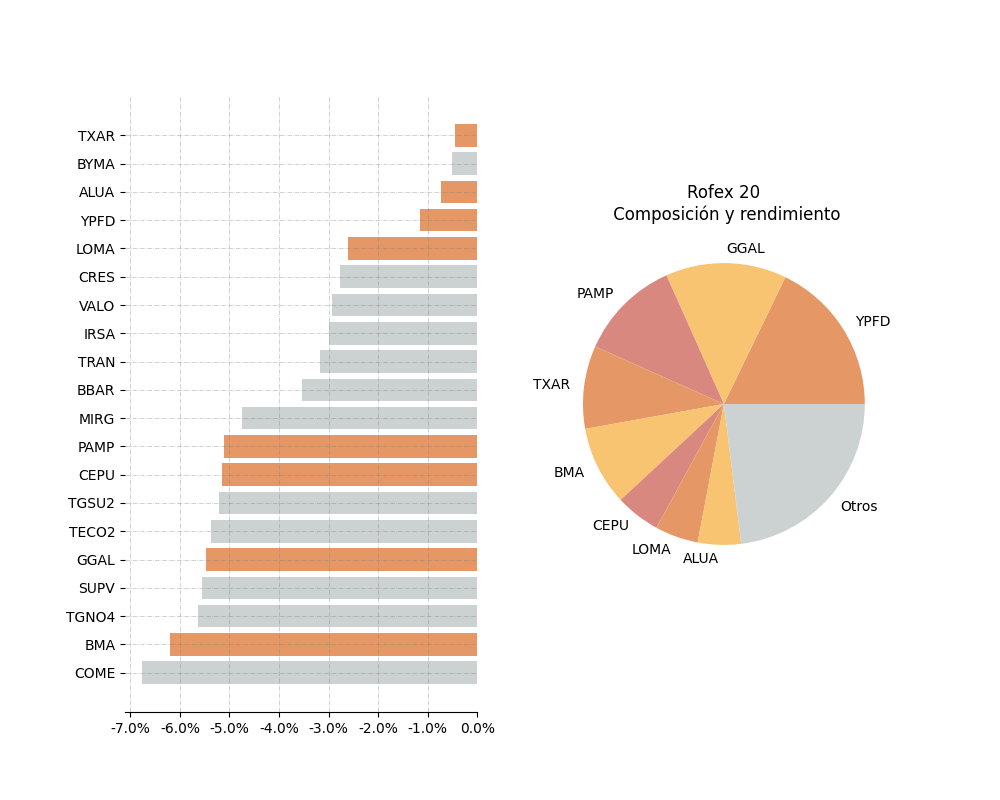 TXAR
BYMA
ALUA
YPFD
LOMA
CRES
VALO
IRSA
TRAN
BBAR
MIRG
PAMP
CEPU
TGSU2
TECO2
GGAL
SUPV
TGNO4
BMA
COME
-7.0% -6.0% -5.0% -4.0% -3.0% -2.0% -1.0% 0.0%
Rofex 20
Composición y rendimiento
GGAL
PAMP
YPFD
TXAR
BMA
Otros
CEPU
LOMA
ALUA